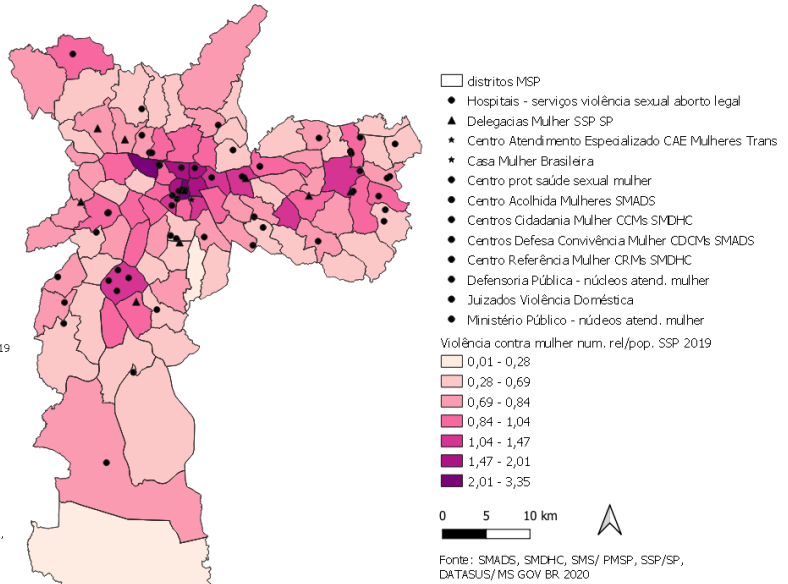 distritos MSP
Hospitais - serviços violência sexual aborto legal
Delegacias Mulher SSP SP
Centro Atendimento Especializado CAE Mulheres Trans
Casa Mulher Brasileira
Centro prot saúde sexual mulher
Centro Acolhida Mulheres SMADS
Centros Cidadania Mulher CCMs SMDHC
Centros Defesa Convivência Mulher CDCMs SMADS
Centro Referência Mulher CRMs SMDHC
Defensoria Pública - núcleos atend. mulher
Juizados Violência Doméstica
Ministério Público - núcleos atend. mulher
Violência contra mulher num. rel/pop. SSP 2019
0,01 - 0,28
0,28 - 0,69
0,69 - 0,84
0,84 - 1,04
1,04 - 1,47
1,47 - 2,01
2,01 - 3,35
0 5 10 km
Fonte: SMADS, SMDHC, SMS/ PMSP, SSP/SP,
DATASUS/ MS GOV BR 2020
19
,